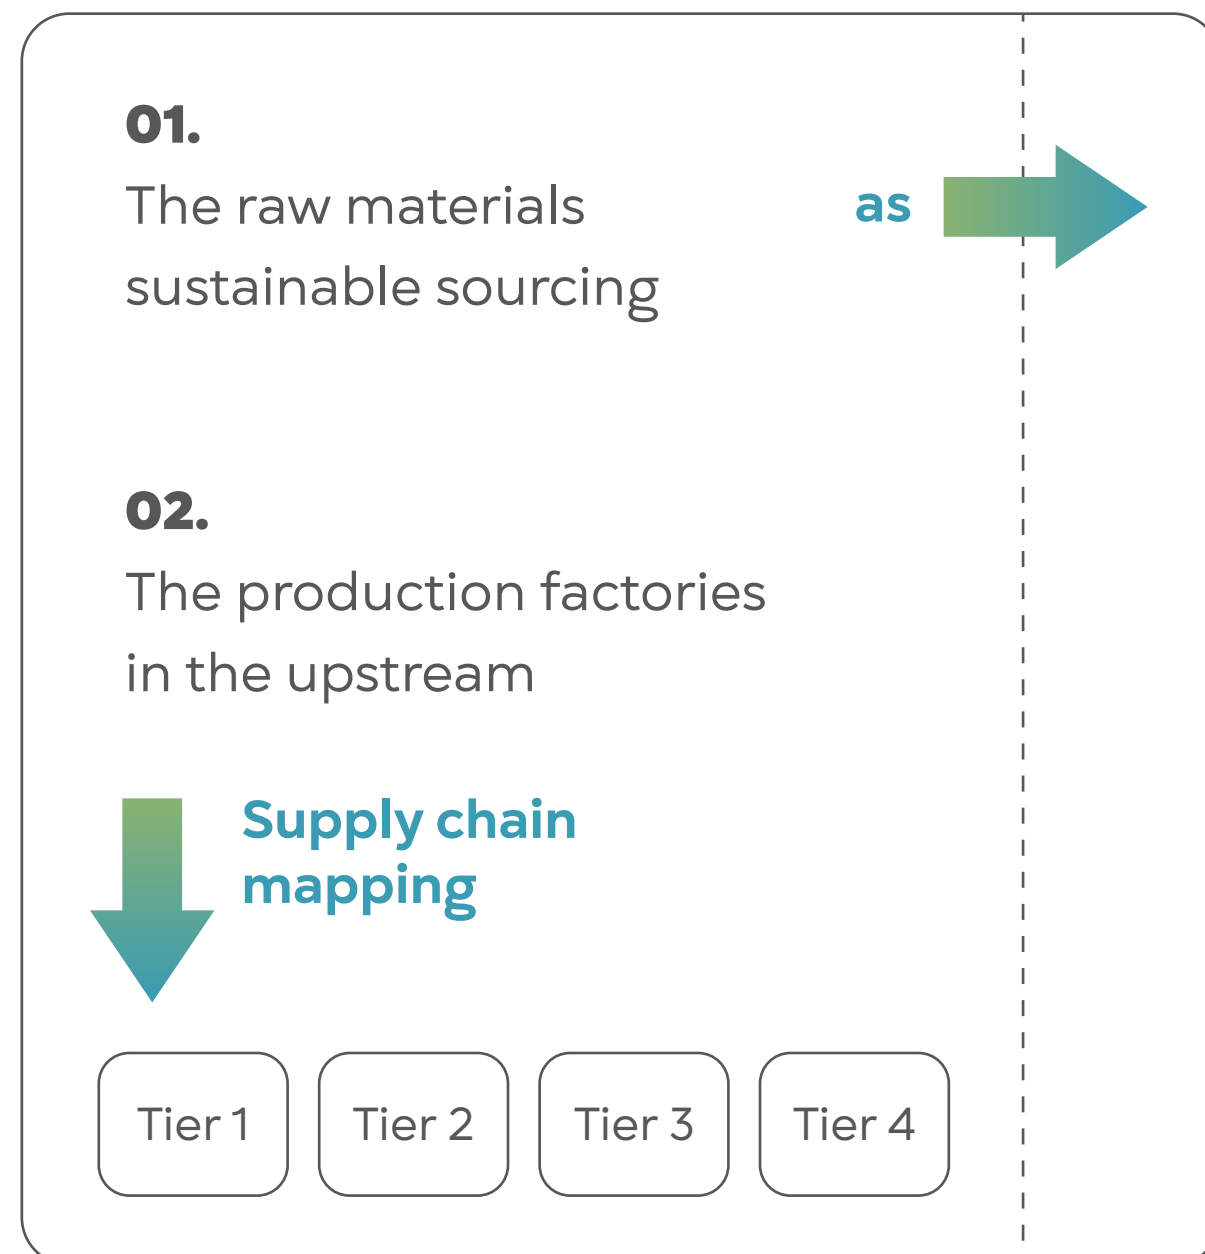 01.
The raw materials
sustainable sourcing
as
02.
The production factories
in the upstream
Supply chain
mapping
Tier 1
Tier 2
Tier 3
Tier 4